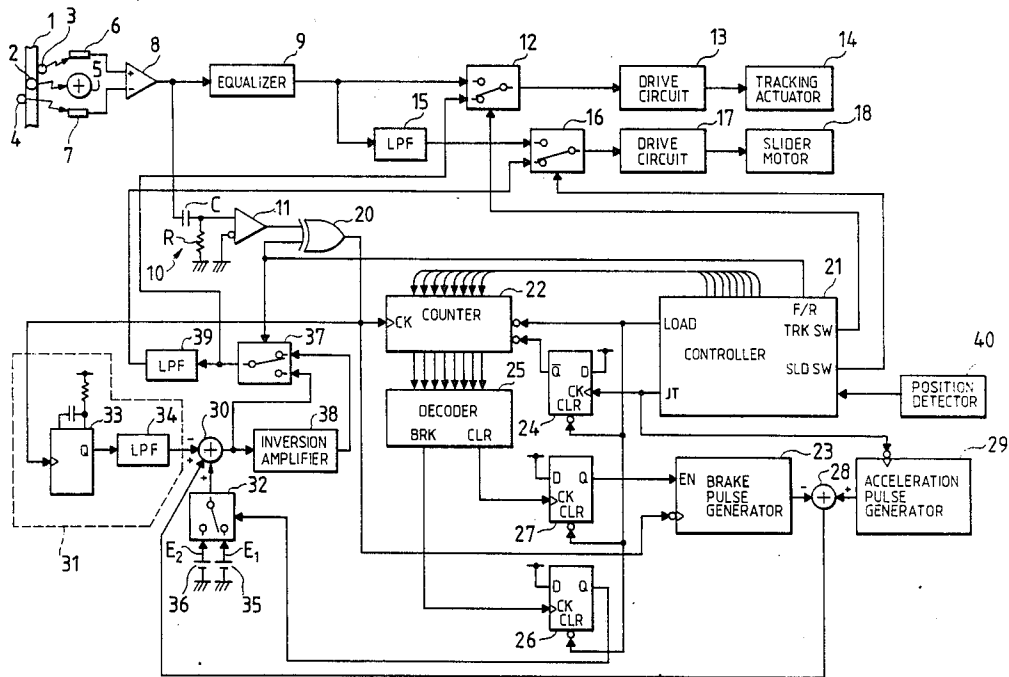 1
3
6
2
8
9
12
13
14
5
+
-
EQUALIZER
DRIVE CIRCUIT
TRACKING ACTUATOR
4
7
15
16
17
18
LPF
DRIVE CIRCUIT
SLIDER MOTOR
C
11
20
R
10
22
21
CK
COUNTER
F/R
LOAD
TRK SW
CONTROLLER
SLD SW
JT
40
POSITION DETECTOR
39
37
LPF
25
DECODER
BRK CLR
Q D
CK
CLR
24
33
34
30
38
Q
LPF
-
+
+
INVERSION AMPLIFIER
31
32
E2
E1
36
35
D Q
CK
CLR
27
23
EN
BRAKE PULSE GENERATOR
28
-
+
29
ACCELERATION PULSE GENERATOR
D Q
CK
CLR
26